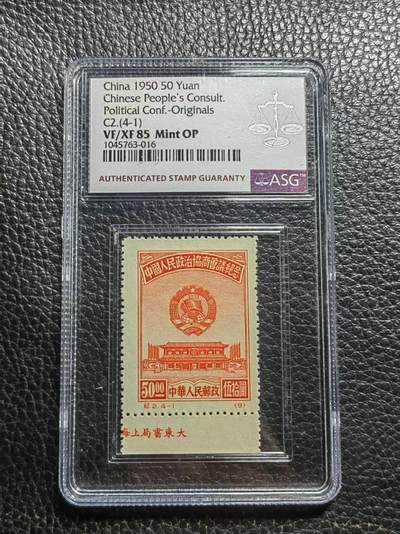 China 1950 50 Yuan
Chinese People's Consult.
Political Conf.-Originals
C2.(4-1)
VF/XF 85 Mint OP
1045763-016
AUTHENTICATED STAMP GUARANTY
ASG™
中國人民政治協商會議紀念
50.00
中華人民郵政
伍拾圓
紀2.4-1
(9)
海上局書東大